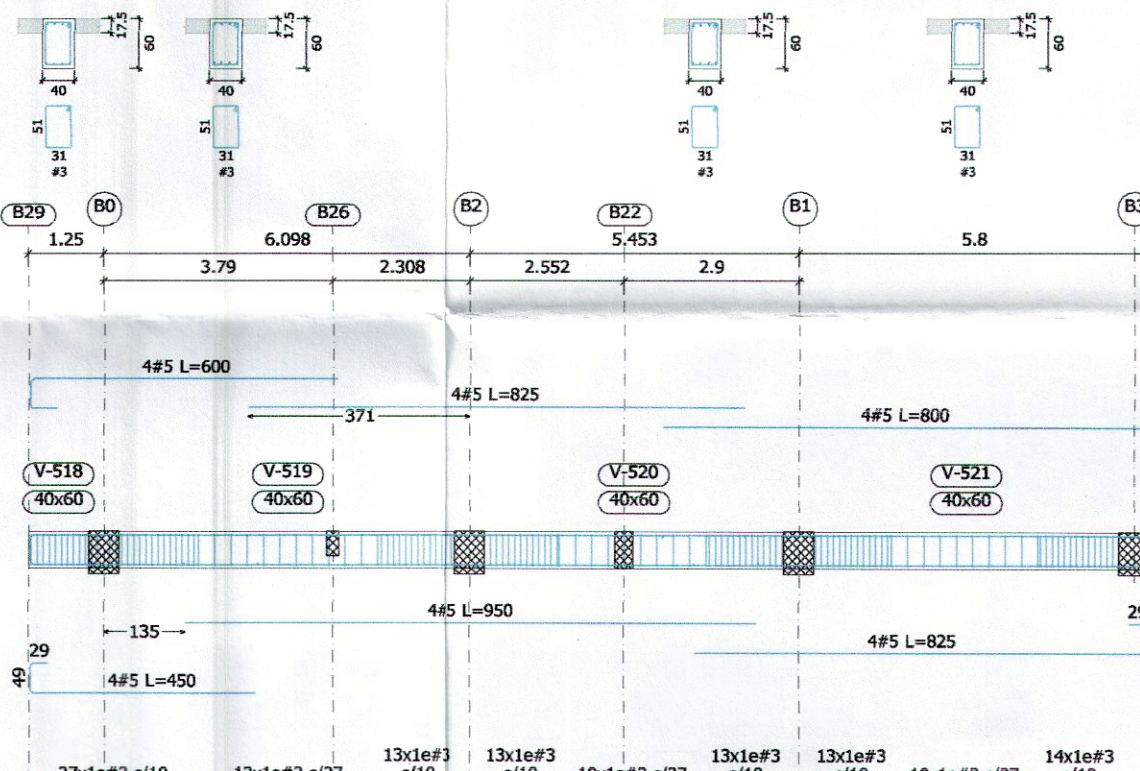 17.5 60 17.5 60 17.5 60 17.5 60
40 40 40 40
51 51 51 51
31 31 31 31
#3 #3 #3 #3
B29 B0 B26 B2 B22 B1
1.25 6.098 5.453 5.8
3.79 2.308 2.552 2.9
4#5 L=600
4#5 L=825
371 4#5 L=800
V-518 V-519 V-520 V-521
40x60 40x60 40x60 40x60
4#5 L=950
135
4#5 L=825
29
49 4#5 L=450
13x1e#3 13x1e#3 13x1e#3 13x1e#3 14x1e#3